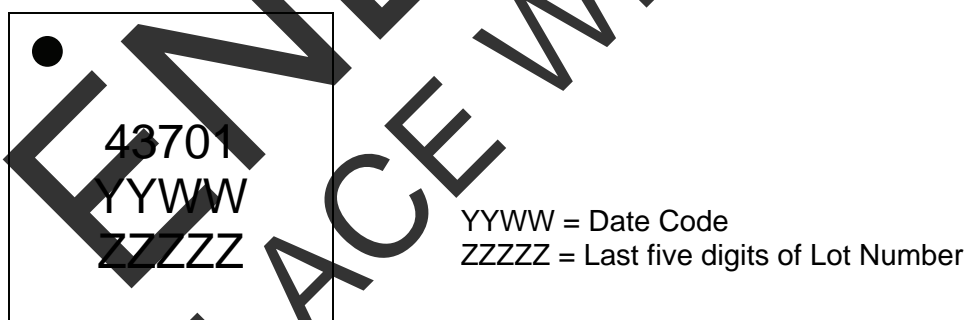 43701
YYWW
ZZZZZ
YYWW = Date Code
ZZZZZ = Last five digits of Lot Number